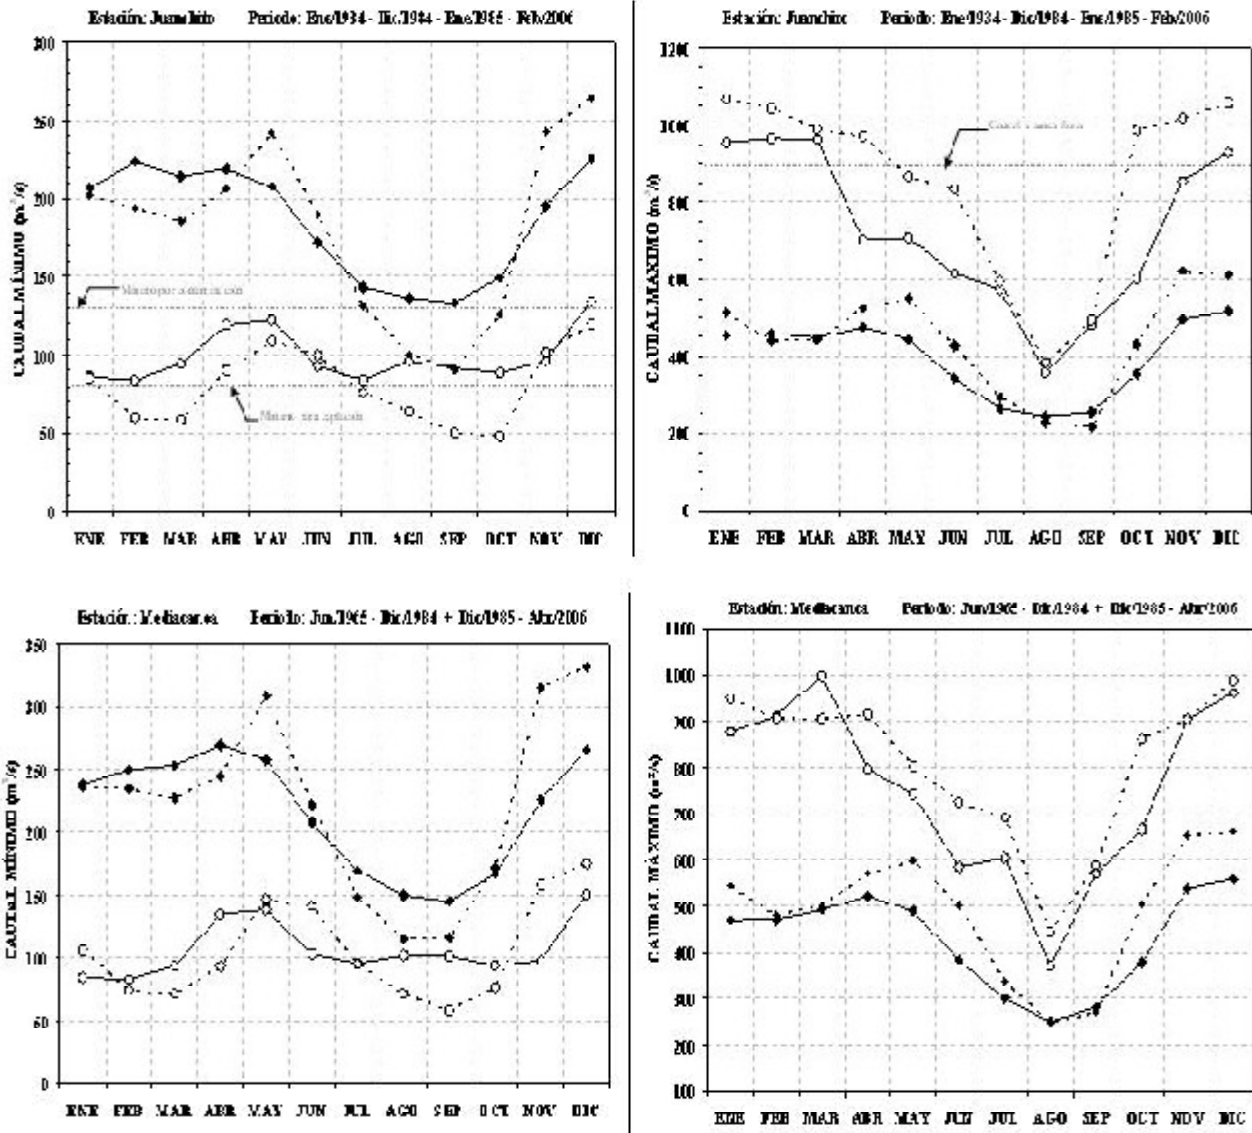 Estación: Juanchito Periodo: Ene/1934 - Dic/1984 - Ene/1985 - Feb/2006
CAUDAL MÍNIMO (m³/s)
300
250
200
150
100
50
0
ENE FEB MAR ABR MAY JUN JUL AGO SEP OCT NOV DIC
Estación: Juanchito Periodo: Ene/1934 - Dic/1984 - Ene/1985 - Feb/2006
CAUDAL MAXIMO (m³/s)
1200
1000
800
600
400
200
0
ENE FEB MAR ABR MAY JUN JUL AGO SEP OCT NOV DIC
Estación: Mediacanoa Periodo: Jun/1965 - Dic/1984 + Dic/1985 - Abr/2006
CAUDAL MÍNIMO (m³/s)
350
300
250
200
150
100
50
0
ENE FEB MAR ABR MAY JUN JUL AGO SEP OCT NOV DIC
Estación: Mediacanoa Periodo: Jun/1965 - Dic/1984 + Dic/1985 - Abr/2006
CAUDAL MÁXIMO (m³/s)
1100
1000
900
800
700
600
500
400
300
200
100
ENE FEB MAR ABR MAY JUN JUL AGO SEP OCT NOV DIC